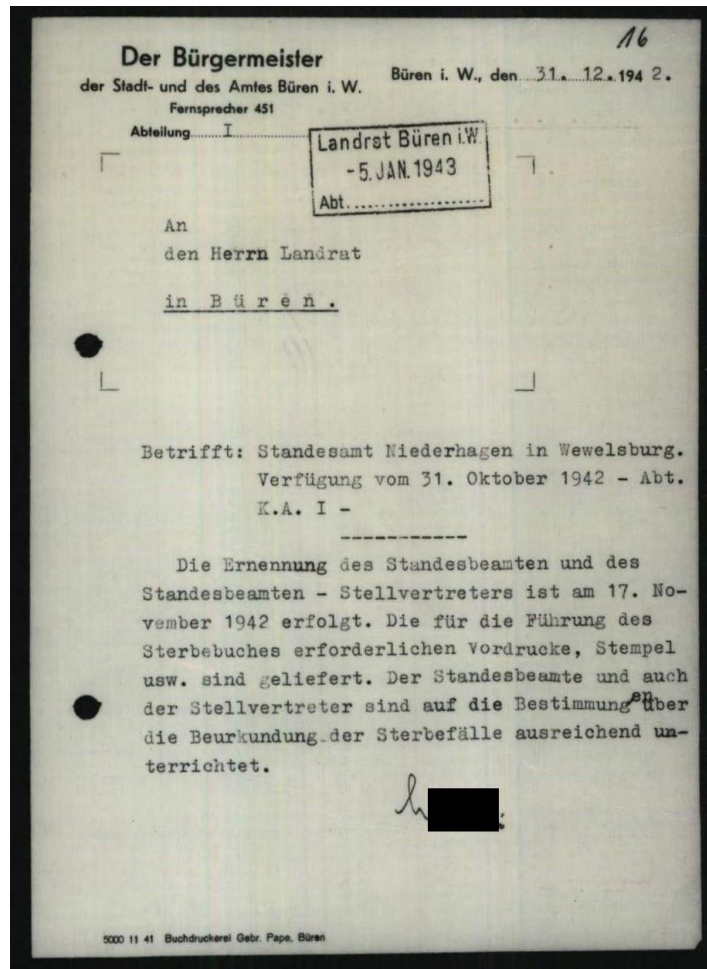 16
Der Bürgermeister
der Stadt- und des Amtes Büren i. W.
Fernsprecher 451
Abteilung......I..................
Büren i. W., den 31. 12. 194 2.
Landrat Büren i.W.
-5. JAN. 1943
Abt.....................
An
den Herrn Landrat
in Büren.
Betrifft: Standesamt Niederhagen in Wewelsburg.
Verfügung vom 31. Oktober 1942 - Abt.
K.A. I -
-----------
Die Ernennung des Standesbeamten und des
Standesbeamten - Stellvertreters ist am 17. No-
vember 1942 erfolgt. Die für die Führung des
Sterbebuches erforderlichen Vordrucke, Stempel
usw. sind geliefert. Der Standesbeamte und auch
der Stellvertreter sind auf die Bestimmungen über
die Beurkundung der Sterbefälle ausreichend un-
terrichtet.
5000 11 41 Buchdruckerei Gebr. Pape, Büren